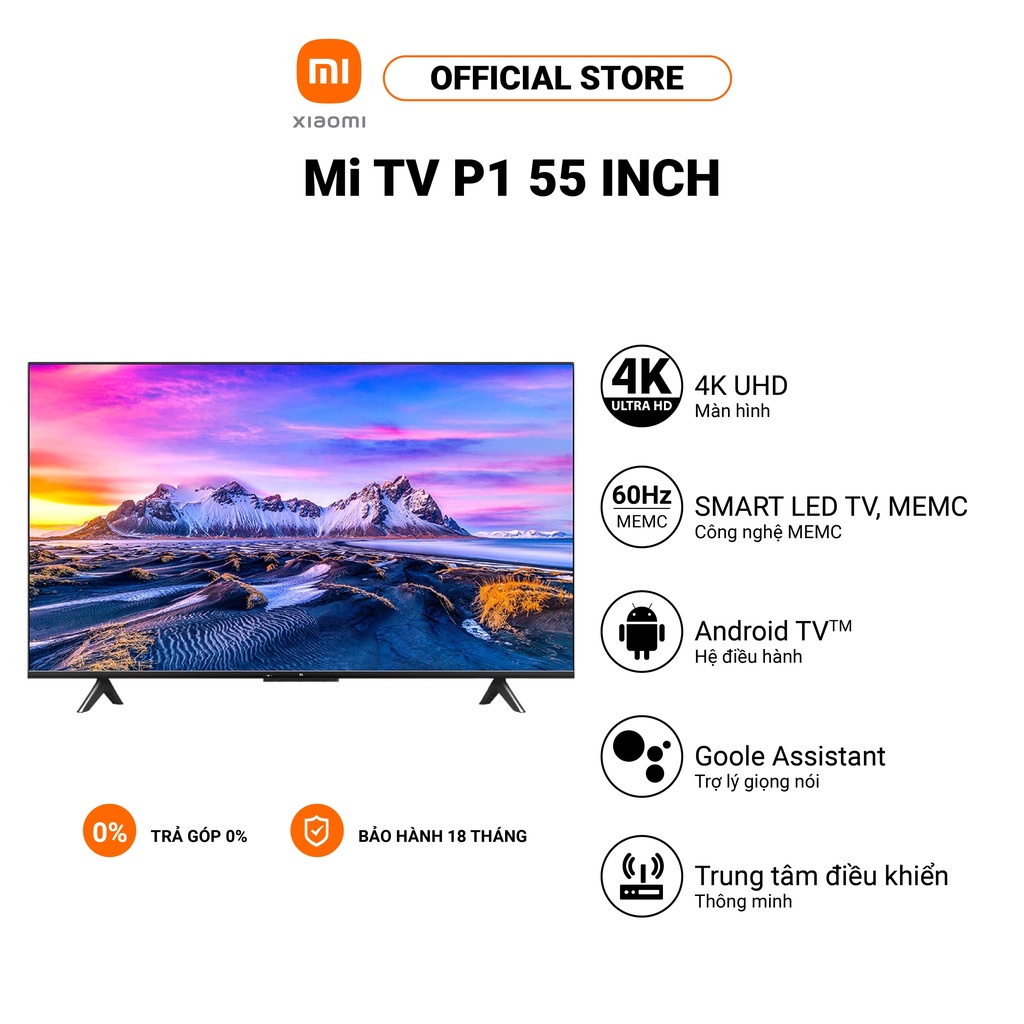 mi
xiaomi
OFFICIAL STORE
Mi TV P1 55 INCH
4K
ULTRA HD
4K UHD
Màn hình
60Hz
MEMC
SMART LED TV, MEMC
Công nghệ MEMC
Android TV™
Hệ điều hành
Goole Assistant
Trợ lý giọng nói
Trung tâm điều khiển
Thông minh
0%
TRẢ GÓP 0%
BẢO HÀNH 18 THÁNG